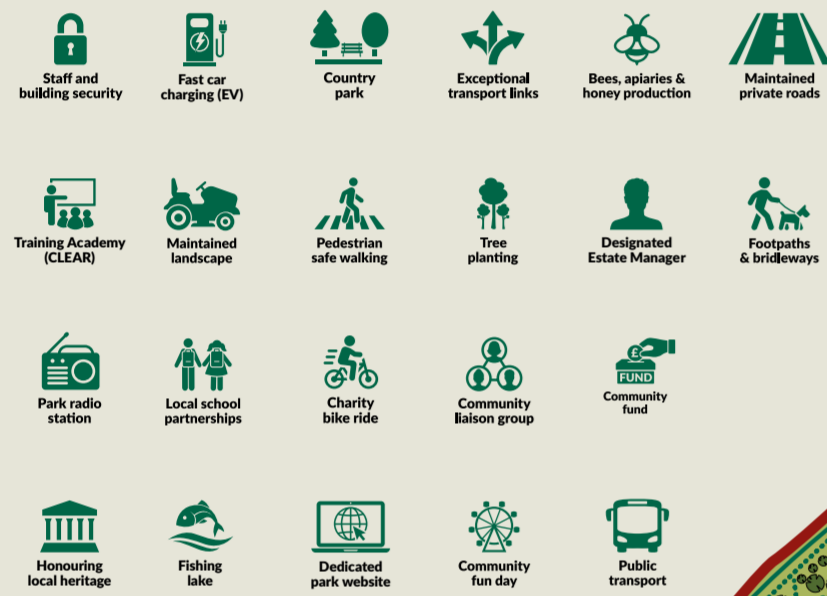 Staff and
building security
Fast car
charging (EV)
Country
park
Exceptional
transport links
Bees, apiaries &
honey production
Maintained
private roads
Training Academy
(CLEAR)
Maintained
landscape
Pedestrian
safe walking
Tree
planting
Designated
Estate Manager
Footpaths
& bridleways
Park radio
station
Local school
partnerships
Charity
bike ride
Community
liaison group
£
FUND
Community
fund
Honouring
local heritage
Fishing
lake
Dedicated
park website
Community
fun day
Public
transport